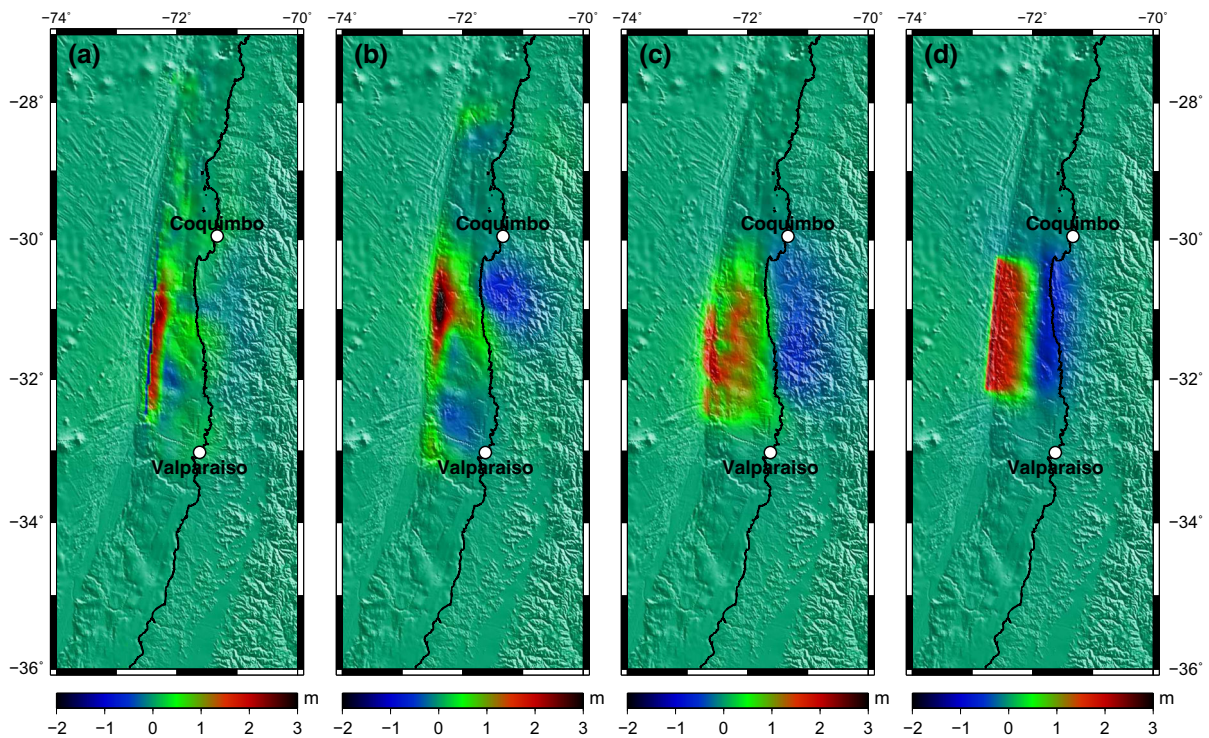 −74° −72° −70° −74° −72° −70° −74° −72° −70° −74° −72° −70°
(a) (b) (c) (d)
−28° −28°
Coquimbo Coquimbo Coquimbo Coquimbo
−30° −30°
−32° −32°
Valparaiso Valparaiso Valparaiso Valparaiso
−34° −34°
−36° −36°
m m m m
−2 −1 0 1 2 3 −2 −1 0 1 2 3 −2 −1 0 1 2 3 −2 −1 0 1 2 3